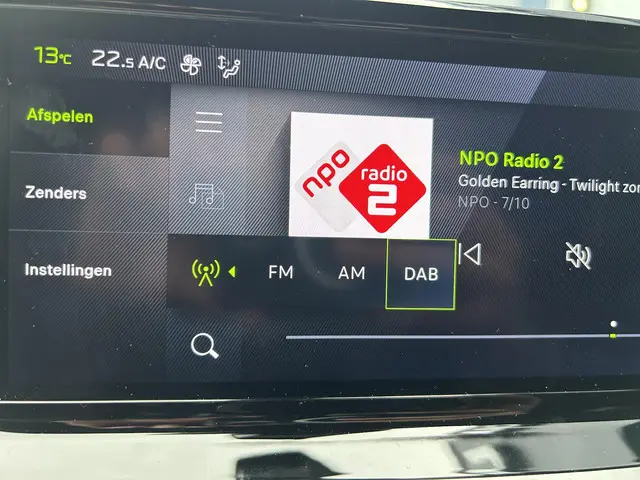 13°C 22.5 A/C
Afspelen
Zenders
Instellingen
npo
radio
2
NPO Radio 2
Golden Earring - Twilight zon
NPO - 7/10
FM AM DAB